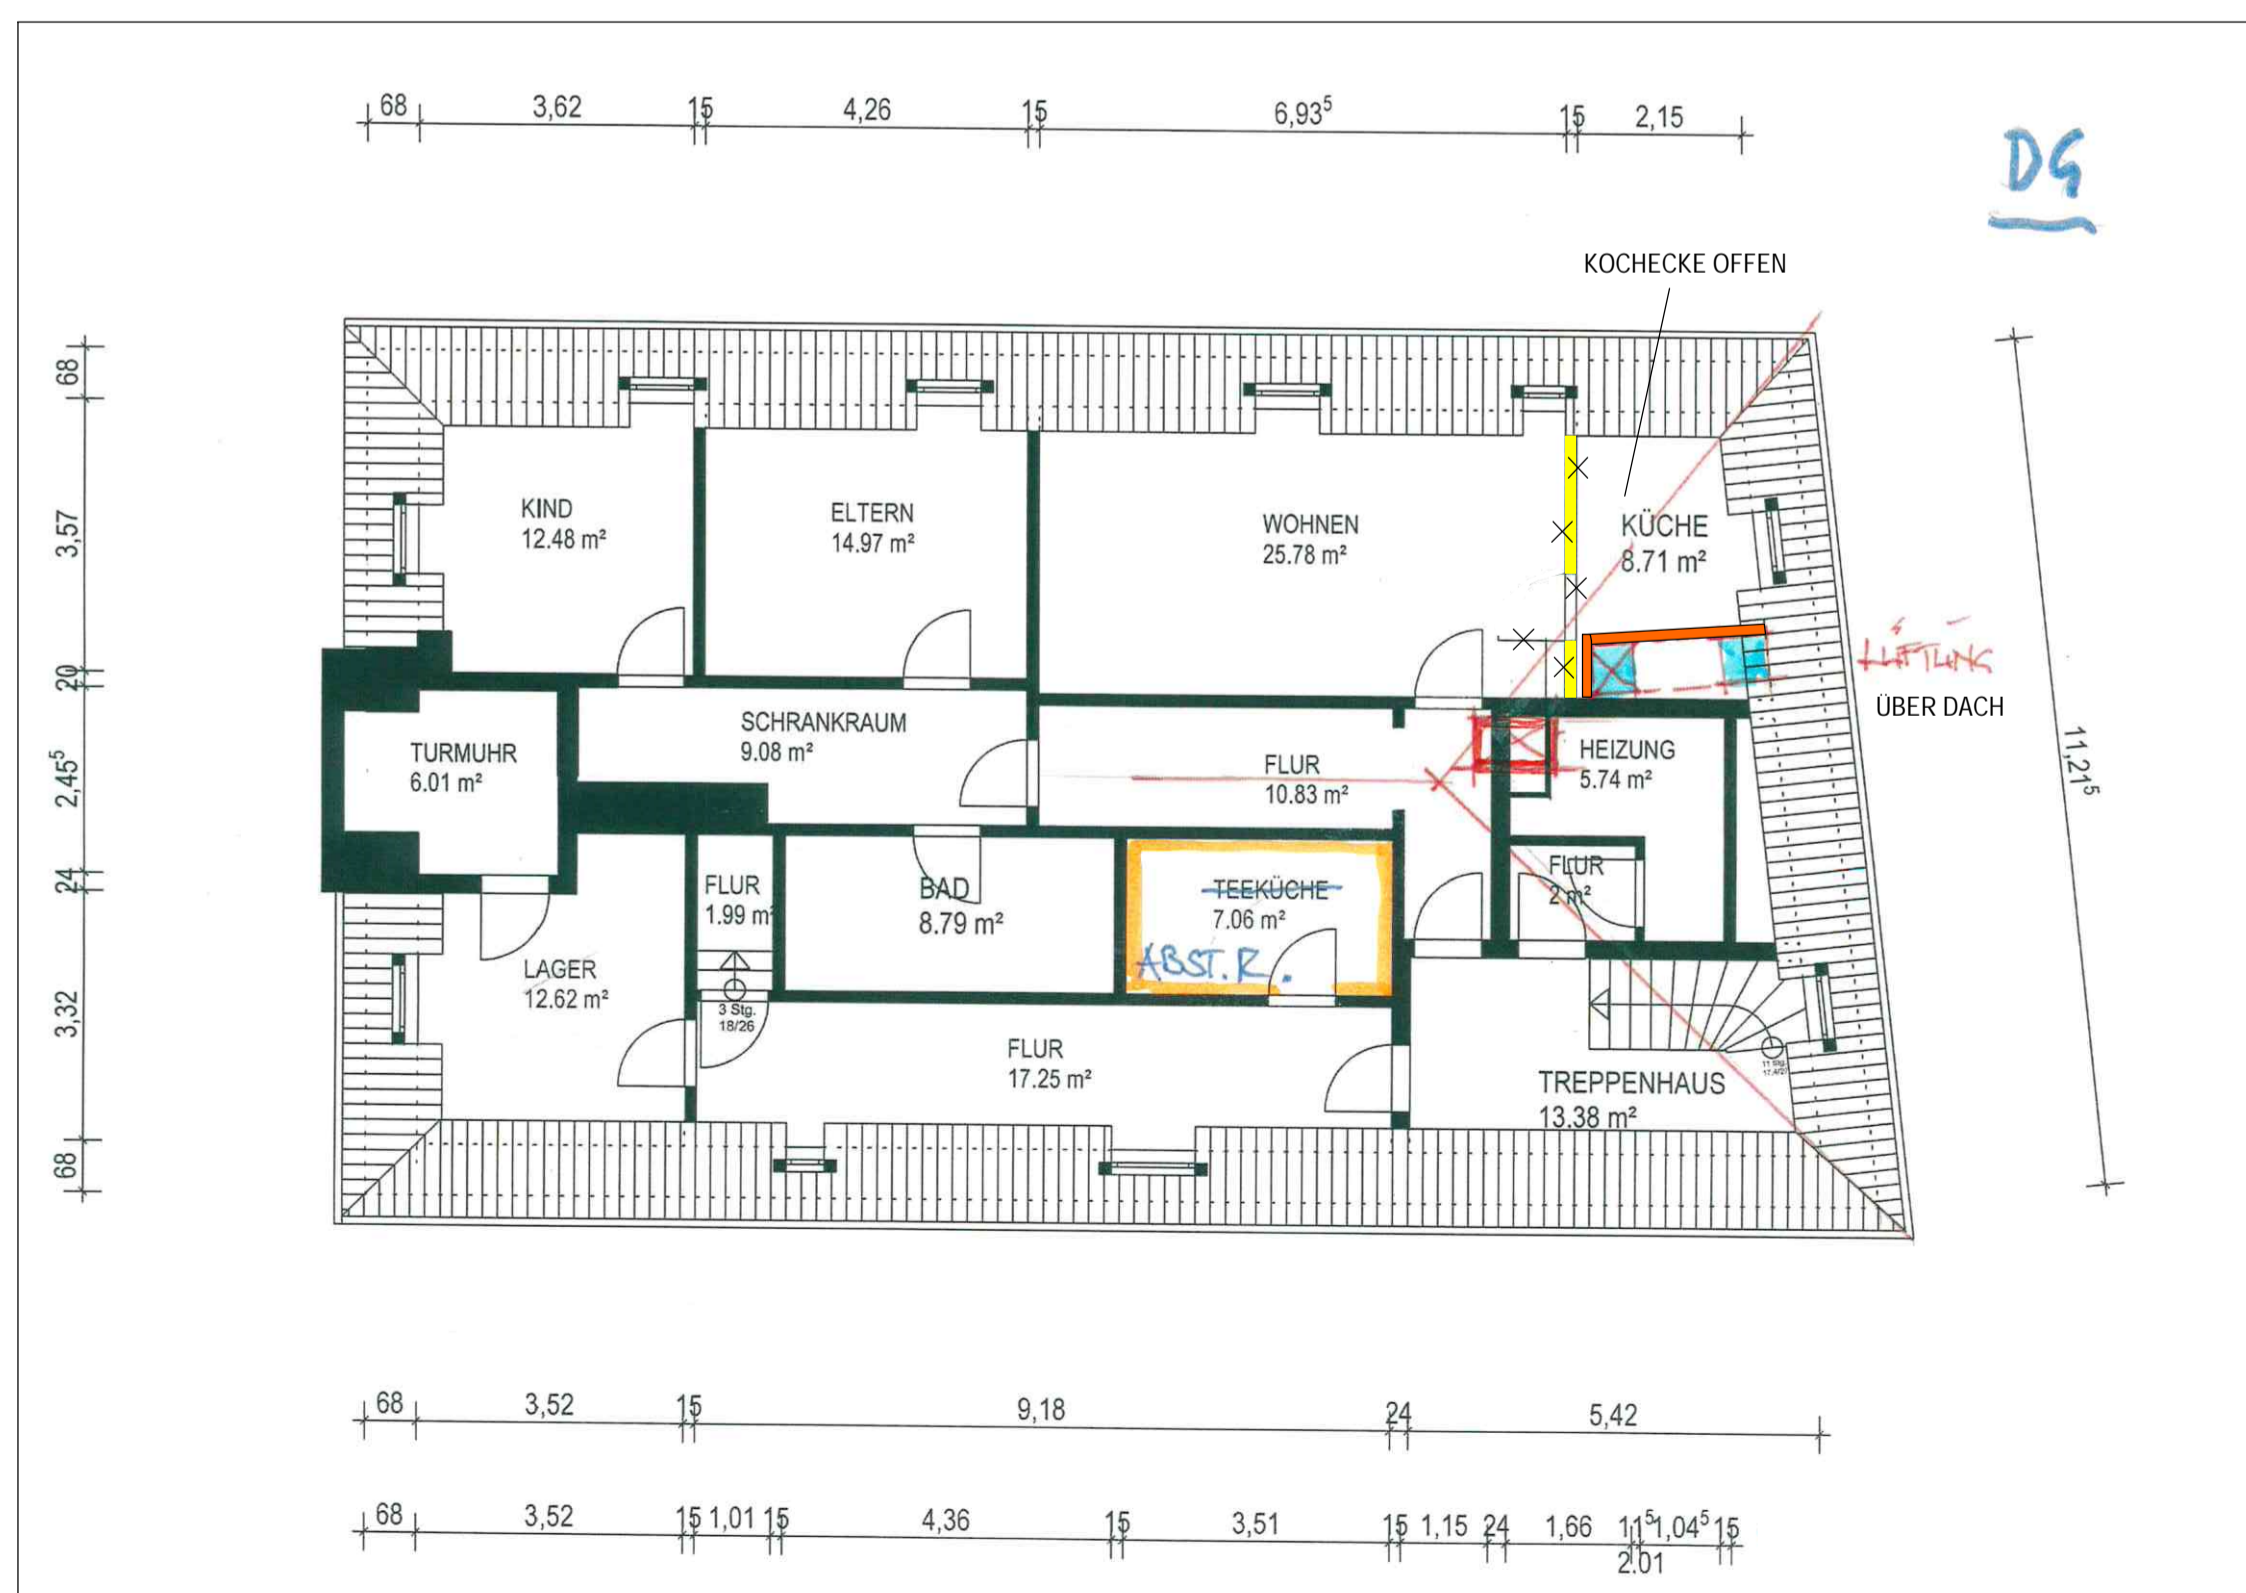 68 3,62 15 4,26 15 6,93⁵ 15 2,15
DG
KOCHECKE OFFEN
68
3,57
20
2,45⁵
24
3,32
68
KIND
12.48 m²
ELTERN
14.97 m²
WOHNEN
25.78 m²
KÜCHE
8.71 m²
LÜFTUNG
ÜBER DACH
11,21⁵
TURMUHR
6.01 m²
SCHRANKRAUM
9.08 m²
FLUR
10.83 m²
HEIZUNG
5.74 m²
FLUR
1.99 m²
BAD
8.79 m²
TEEKÜCHE
7.06 m²
ABST.R.
FLUR
2 m²
LAGER
12.62 m²
3 Stg.
18/26
FLUR
17.25 m²
11 Stg.
TREPPENHAUS
13.38 m²
68 3,52 15 9,18 24 5,42
68 3,52 15 1,01 15 4,36 15 3,51 15 1,15 24 1,66 11⁵ 1,04⁵ 15
2.01